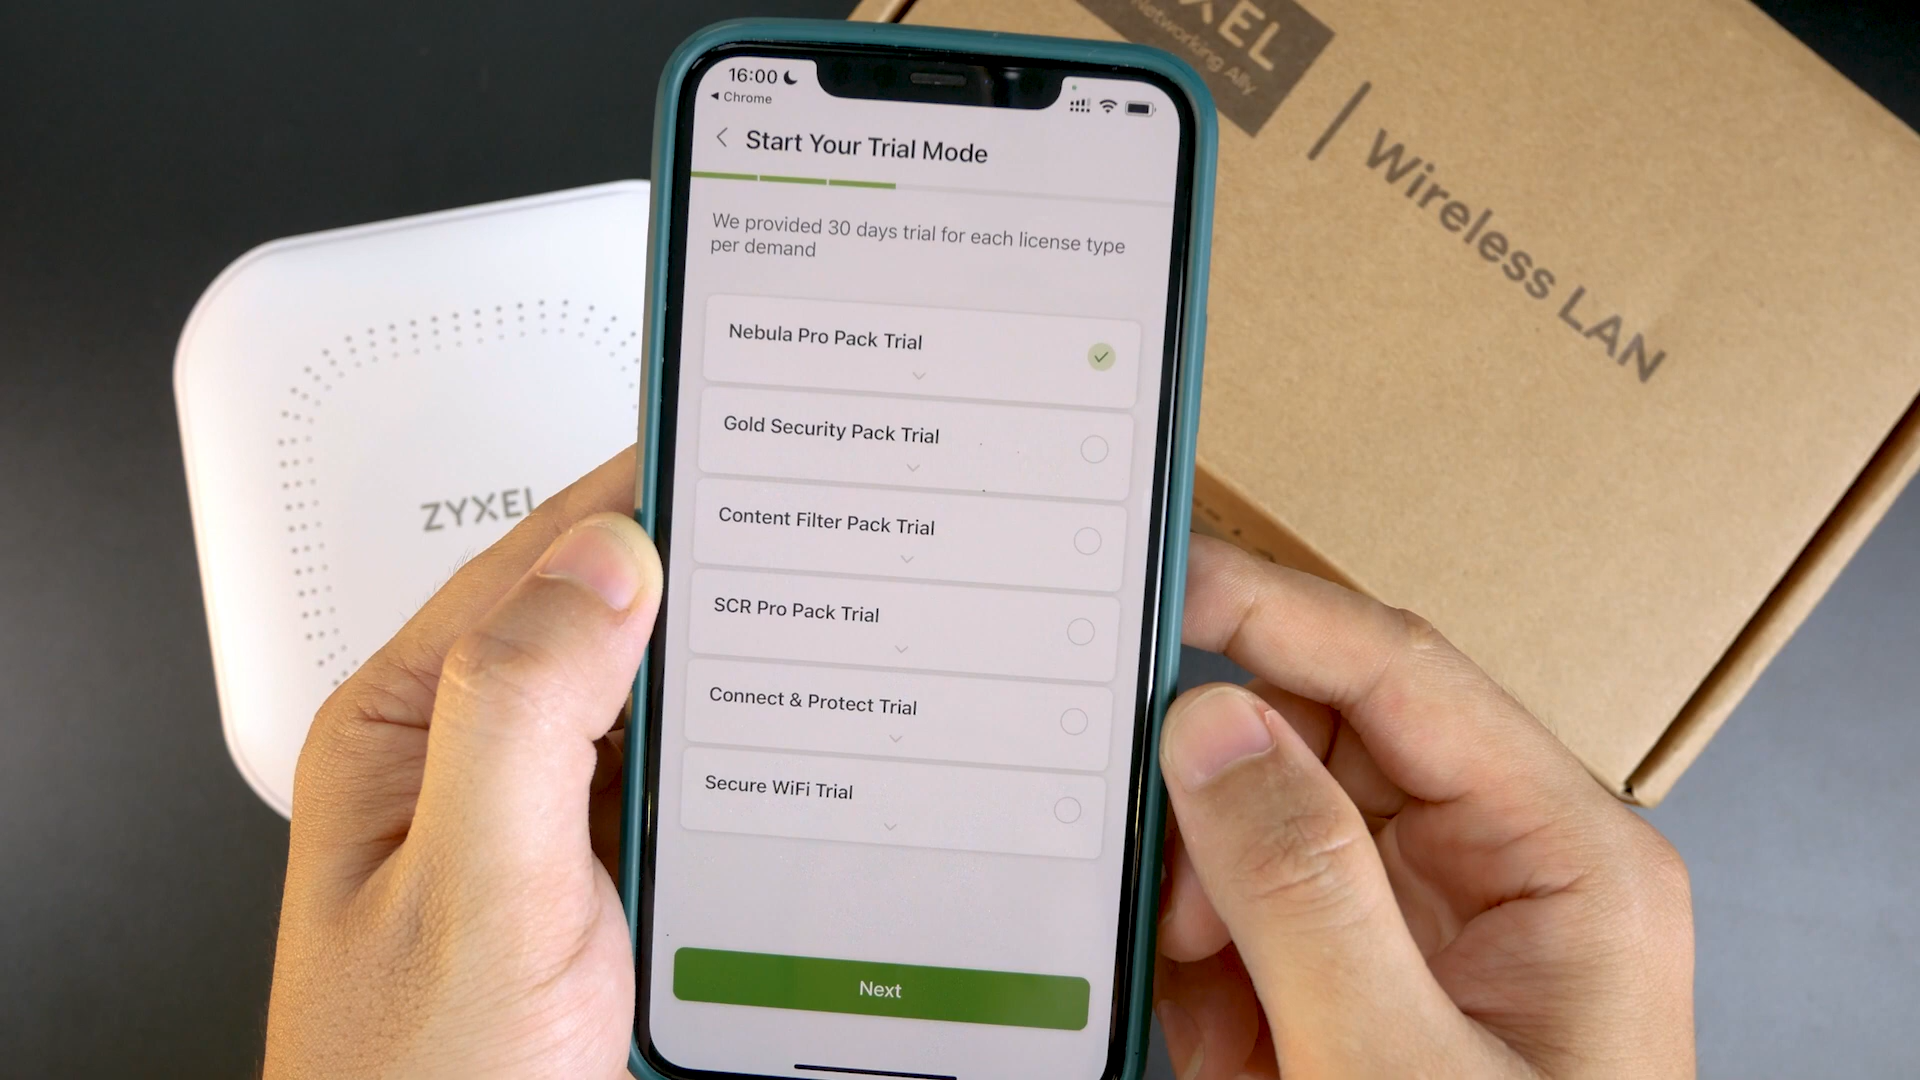 16:00
Chrome
Start Your Trial Mode
We provided 30 days trial for each license type
per demand
Nebula Pro Pack Trial
Gold Security Pack Trial
Content Filter Pack Trial
SCR Pro Pack Trial
Connect & Protect Trial
Secure WiFi Trial
Next
ZYXEL
Networking Ally
Wireless LAN